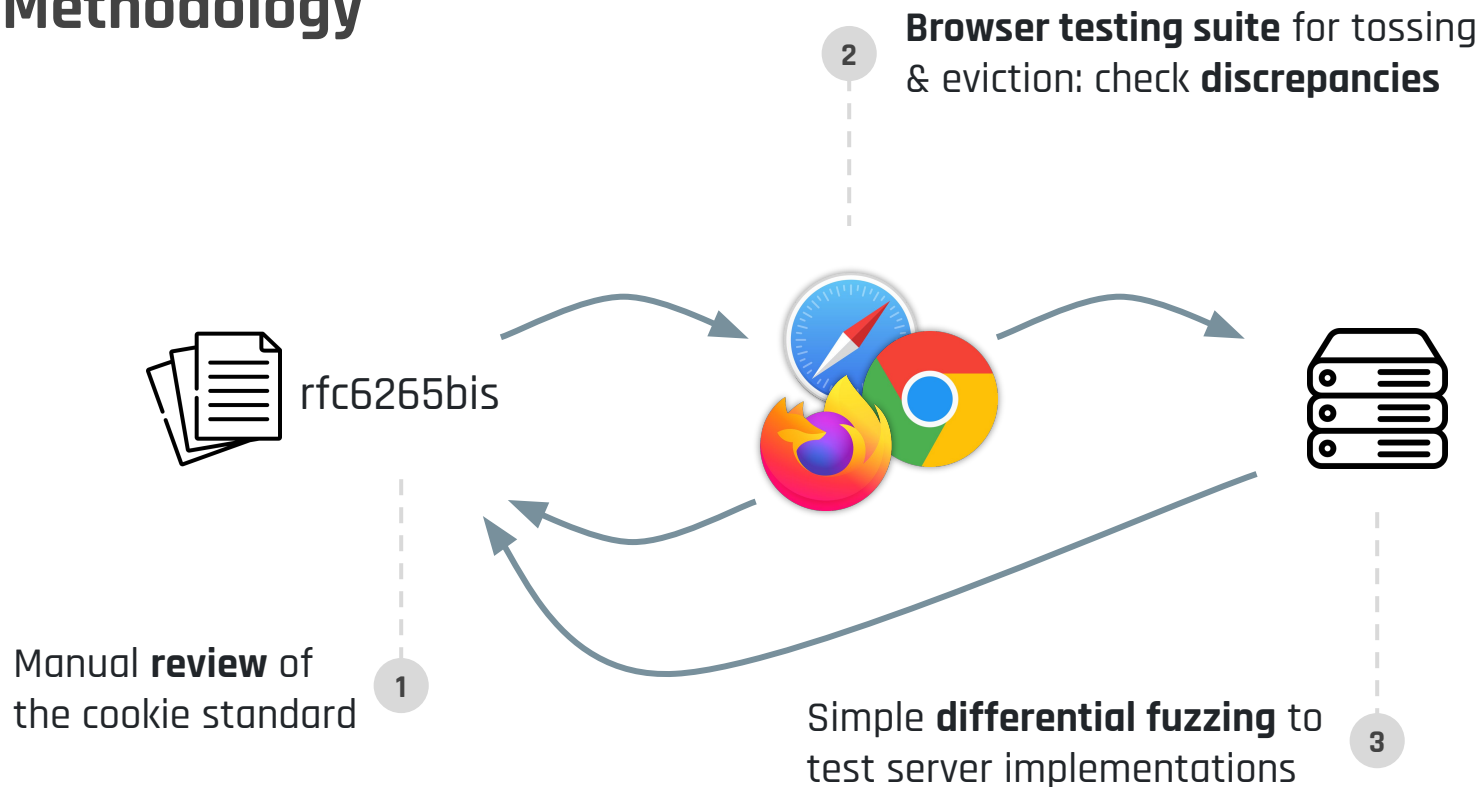 Methodology
2
Browser testing suite for tossing
& eviction: check discrepancies
rfc6265bis
Manual review of
the cookie standard
1
Simple differential fuzzing to
test server implementations
3